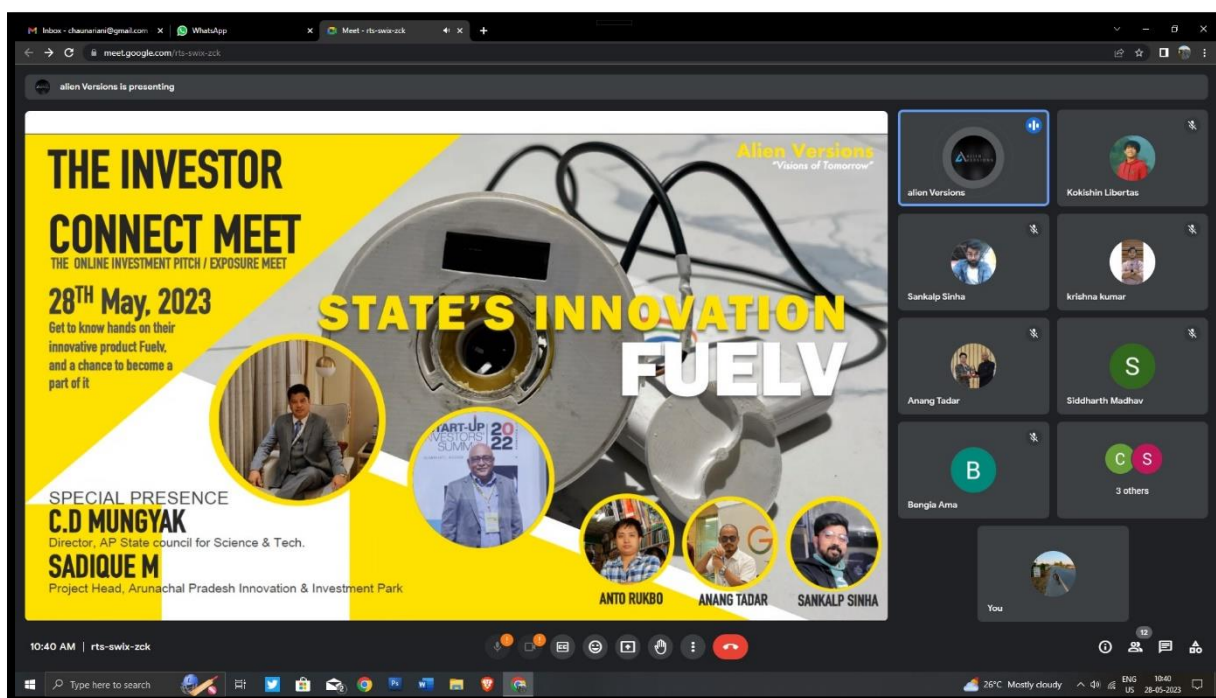 Inbox - chaunariani@gmail.com
WhatsApp
Meet - rts-swix-zck
meet.google.com/rts-swix-zck
alien Versions is presenting
THE INVESTOR
CONNECT MEET
THE ONLINE INVESTMENT PITCH / EXPOSURE MEET
28TH May, 2023
Get to know hands on their
innovative product Fuelv,
and a chance to become a
part of it
Alien Versions
"Visions of Tomorrow"
STATE'S INNOVATION
FUELV
START-UP
INVESTORS'
SUMMIT
2022
SPECIAL PRESENCE
C.D MUNGYAK
Director, AP State council for Science & Tech.
SADIQUE M
Project Head, Arunachal Pradesh Innovation & Investment Park
ANTO RUKBO
ANANG TADAR
SANKALP SINHA
alien Versions
Kokishin Libertas
Sankalp Sinha
krishna kumar
Anang Tadar
S
Siddharth Madhav
B
Bengia Ama
C S
3 others
You
10:40 AM | rts-swix-zck
12
Type here to search
26°C Mostly cloudy
ENG
US
10:40
28-05-2023